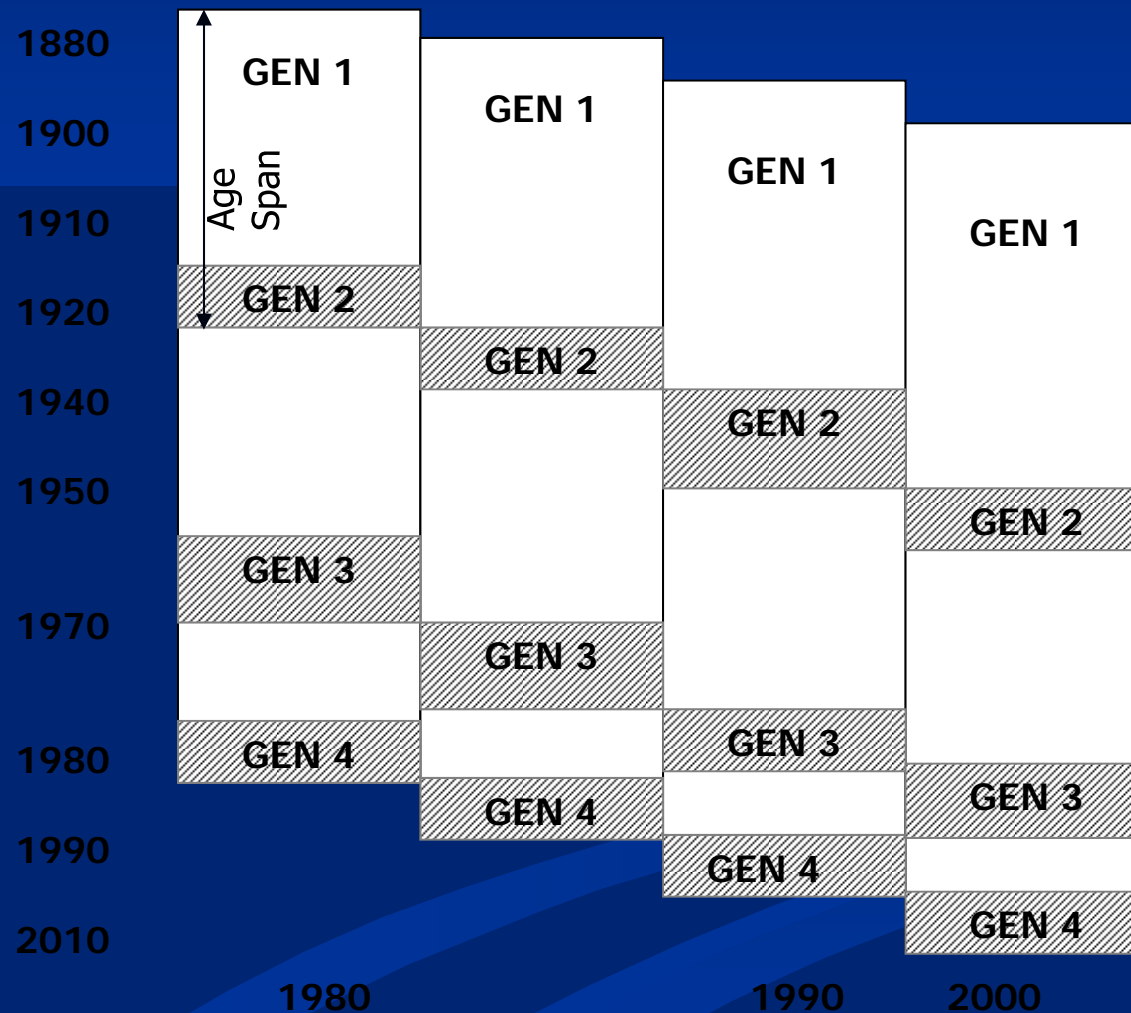 1880
1900
1910
1920
1940
1950
1970
1980
1990
2010
GEN 1
Age
Span
GEN 2
GEN 3
GEN 4
GEN 1
GEN 2
GEN 3
GEN 4
GEN 1
GEN 2
GEN 3
GEN 4
GEN 1
GEN 2
GEN 3
GEN 4
1980
1990
2000